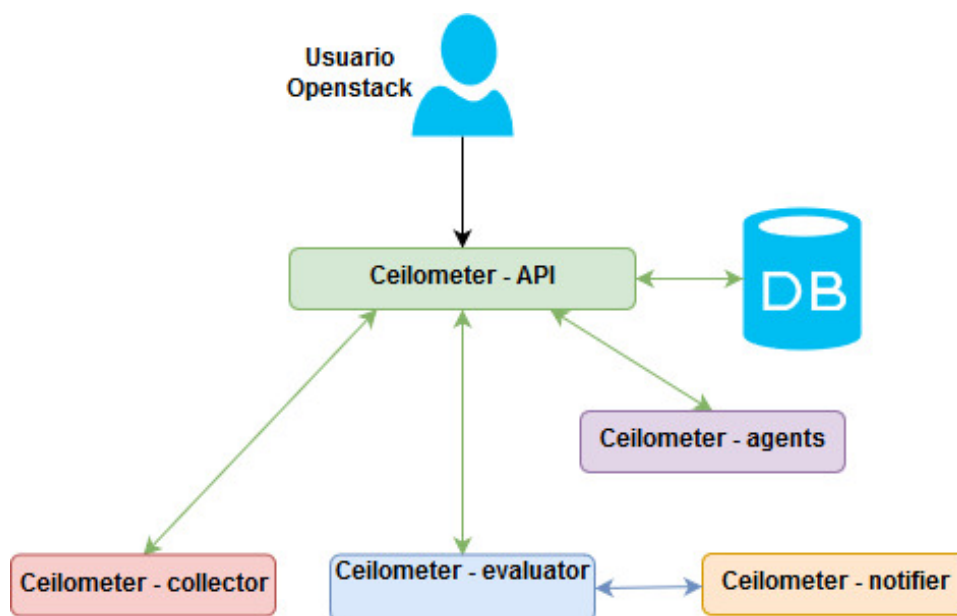 Usuario
Openstack
Ceilometer - API
DB
Ceilometer - agents
Ceilometer - collector
Ceilometer - evaluator
Ceilometer - notifier